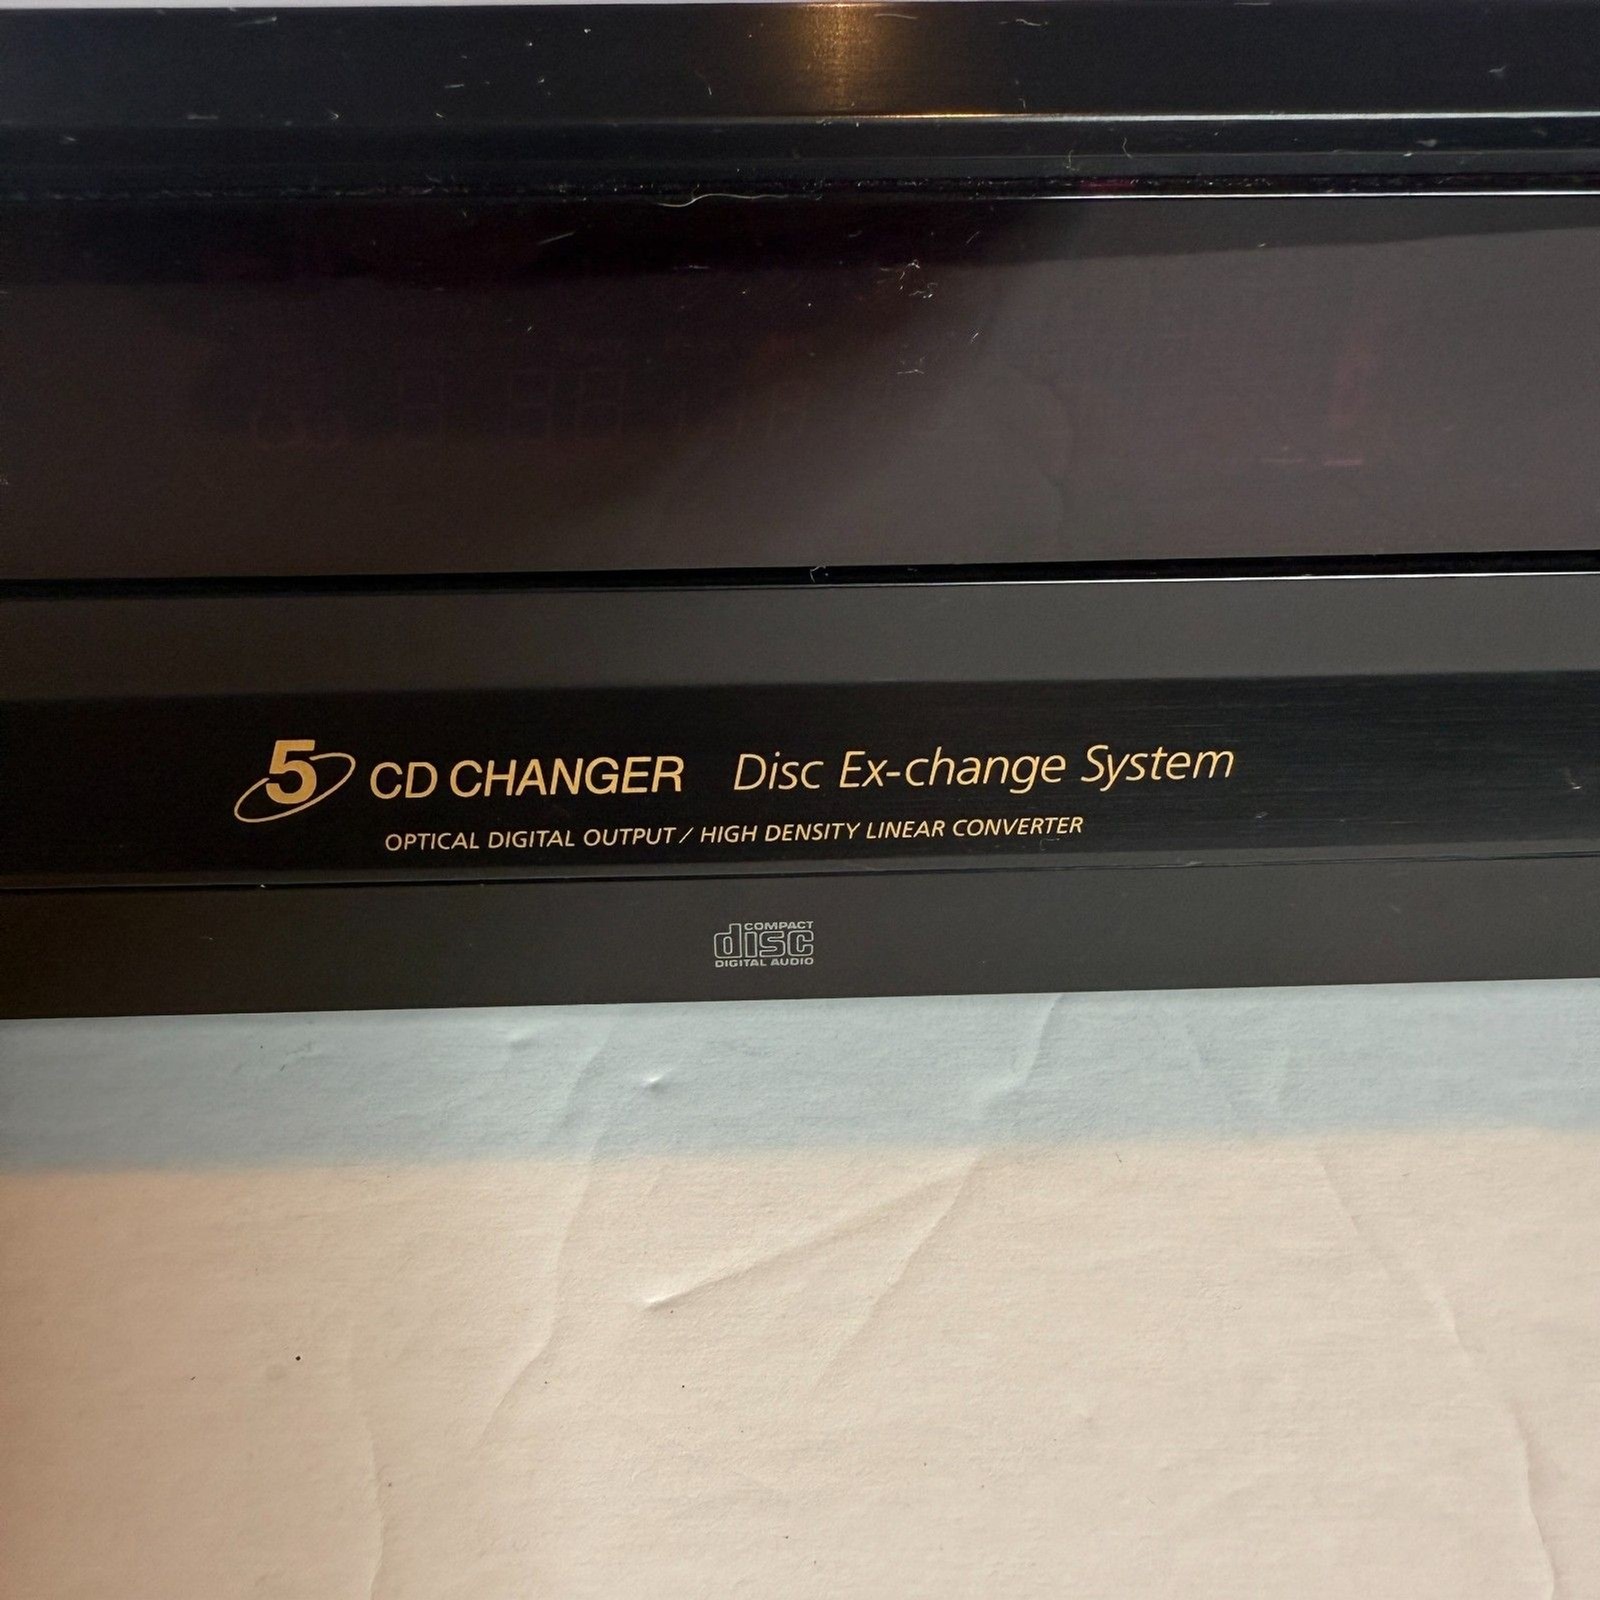 5 CD CHANGER Disc Ex-change System
OPTICAL DIGITAL OUTPUT / HIGH DENSITY LINEAR CONVERTER
COMPACT
disc
DIGITAL AUDIO